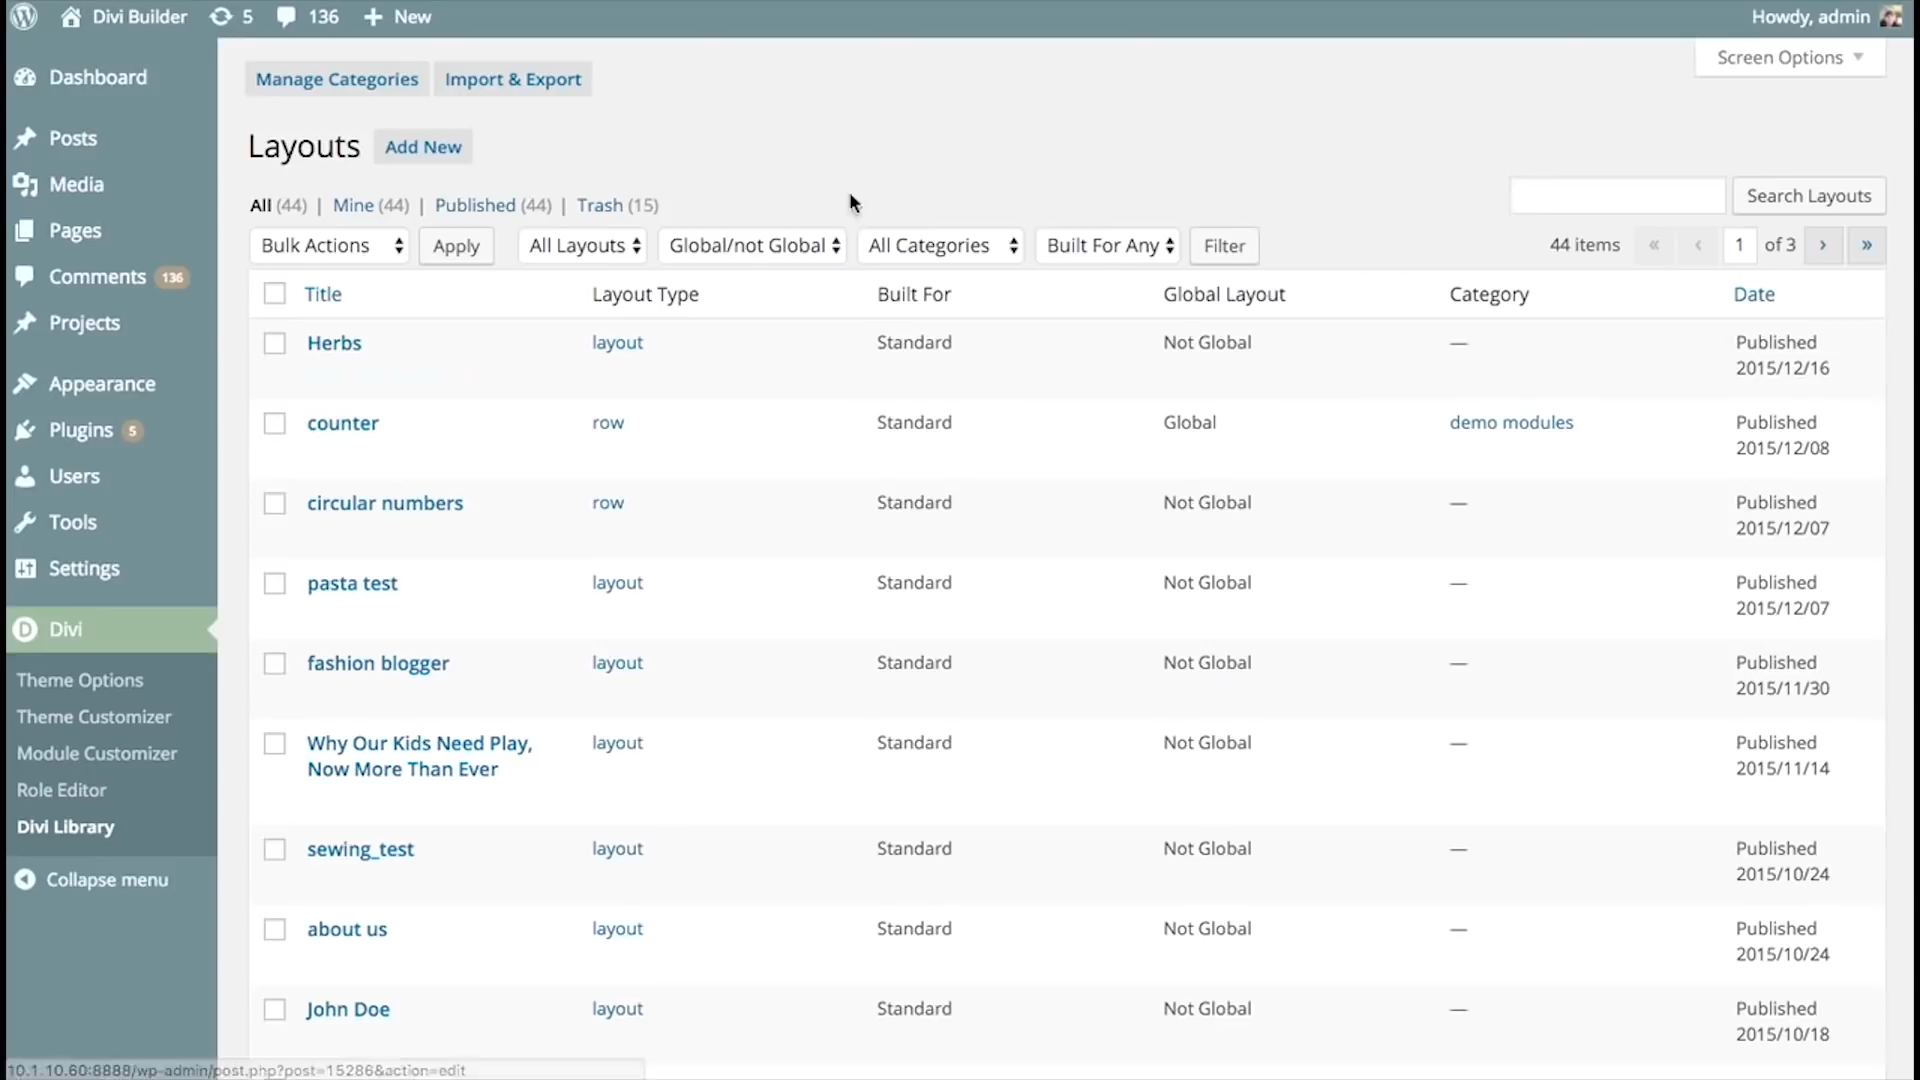 Divi Builder 5 136 + New Howdy, admin
Screen Options
Manage Categories Import & Export
Layouts Add New
Search Layouts
All (44) | Mine (44) | Published (44) | Trash (15)
Bulk Actions Apply All Layouts Global/not Global All Categories Built For Any Filter 44 items « ‹ 1 of 3 › »
Title Layout Type Built For Global Layout Category Date
Herbs layout Standard Not Global — Published
2015/12/16
counter row Standard Global demo modules Published
2015/12/08
circular numbers row Standard Not Global — Published
2015/12/07
pasta test layout Standard Not Global — Published
2015/12/07
fashion blogger layout Standard Not Global — Published
2015/11/30
Why Our Kids Need Play, layout Standard Not Global — Published
Now More Than Ever 2015/11/14
sewing_test layout Standard Not Global — Published
2015/10/24
about us layout Standard Not Global — Published
2015/10/24
John Doe layout Standard Not Global — Published
2015/10/18
Dashboard
Posts
Media
Pages
Comments 136
Projects
Appearance
Plugins 5
Users
Tools
Settings
D Divi
Theme Options
Theme Customizer
Module Customizer
Role Editor
Divi Library
Collapse menu
10.1.10.60:8888/wp-admin/post.php?post=15286&action=edit